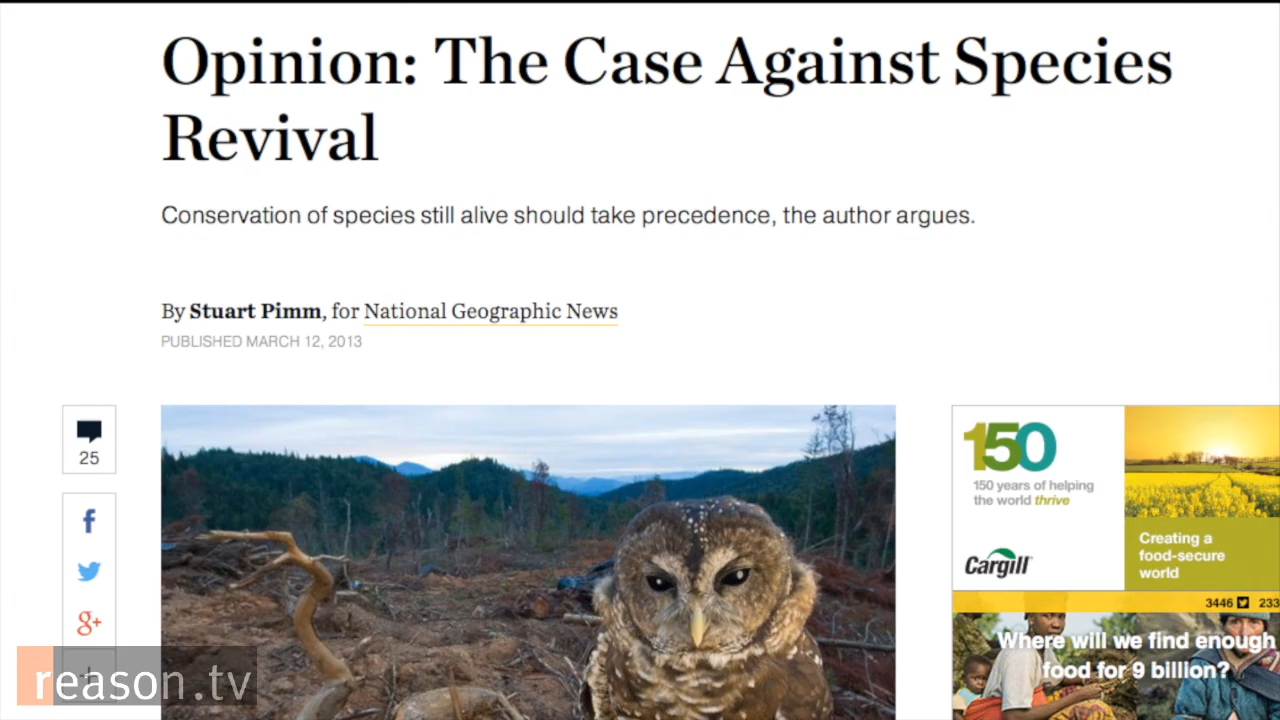 Opinion: The Case Against Species
Revival
Conservation of species still alive should take precedence, the author argues.
By Stuart Pimm, for National Geographic News
PUBLISHED MARCH 12, 2013
25
f
g+
+
reason.tv
150
150 years of helping
the world thrive
Cargill
Creating a
food-secure
world
3446
233
Where will we find enough
food for 9 billion?